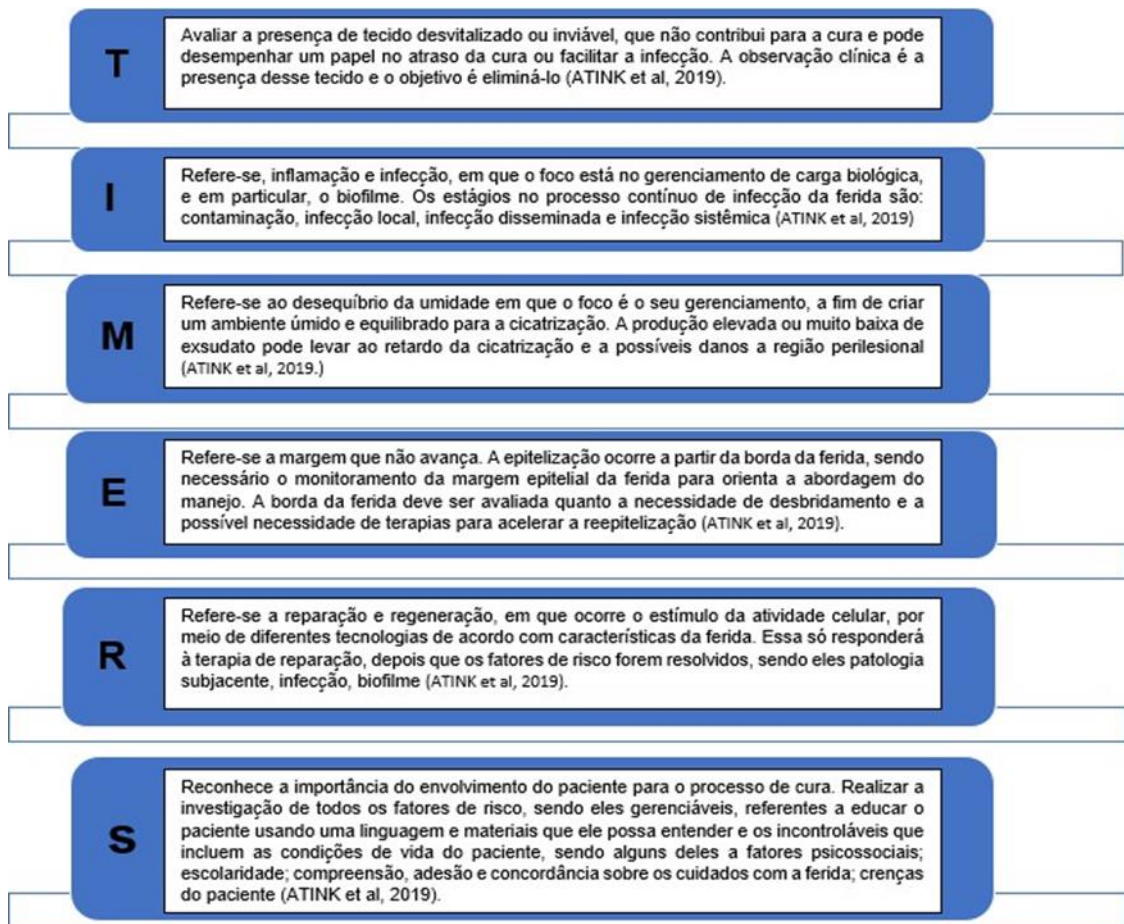 T
Avaliar a presença de tecido desvitalizado ou inviável, que não contribui para a cura e pode
desempenhar um papel no atraso da cura ou facilitar a infecção. A observação clínica é a
presença desse tecido e o objetivo é eliminá-lo (ATINK et al, 2019).
I
Refere-se, inflamação e infecção, em que o foco está no gerenciamento de carga biológica,
e em particular, o biofilme. Os estágios no processo contínuo de infecção da ferida são:
contaminação, infecção local, infecção disseminada e infecção sistêmica (ATINK et al, 2019)
M
Refere-se ao desequíbrio da umidade em que o foco é o seu gerenciamento, a fim de criar
um ambiente úmido e equilibrado para a cicatrização. A produção elevada ou muito baixa de
exsudato pode levar ao retardo da cicatrização e a possíveis danos a região perilesional
(ATINK et al, 2019.)
E
Refere-se a margem que não avança. A epitelização ocorre a partir da borda da ferida, sendo
necessário o monitoramento da margem epitelial da ferida para orienta a abordagem do
manejo. A borda da ferida deve ser avaliada quanto a necessidade de desbridamento e a
possível necessidade de terapias para acelerar a reepitelização (ATINK et al, 2019).
R
Refere-se a reparação e regeneração, em que ocorre o estímulo da atividade celular, por
meio de diferentes tecnologias de acordo com características da ferida. Essa só responderá
à terapia de reparação, depois que os fatores de risco forem resolvidos, sendo eles patologia
subjacente, infecção, biofilme (ATINK et al, 2019).
S
Reconhece a importância do envolvimento do paciente para o processo de cura. Realizar a
investigação de todos os fatores de risco, sendo eles gerenciáveis, referentes a educar o
paciente usando uma linguagem e materiais que ele possa entender e os incontroláveis que
incluem as condições de vida do paciente, sendo alguns deles a fatores psicossociais;
escolaridade; compreensão, adesão e concordância sobre os cuidados com a ferida; crenças
do paciente (ATINK et al, 2019).